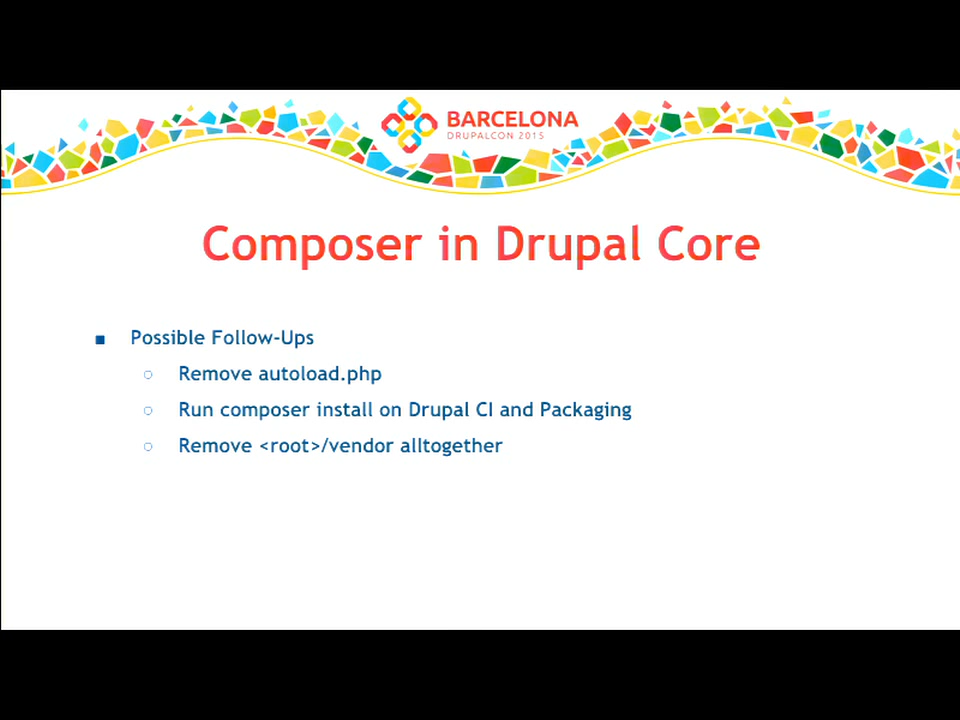 BARCELONA
DRUPALCON 2015
Composer in Drupal Core
■ Possible Follow-Ups
○ Remove autoload.php
○ Run composer install on Drupal CI and Packaging
○ Remove <root>/vendor alltogether